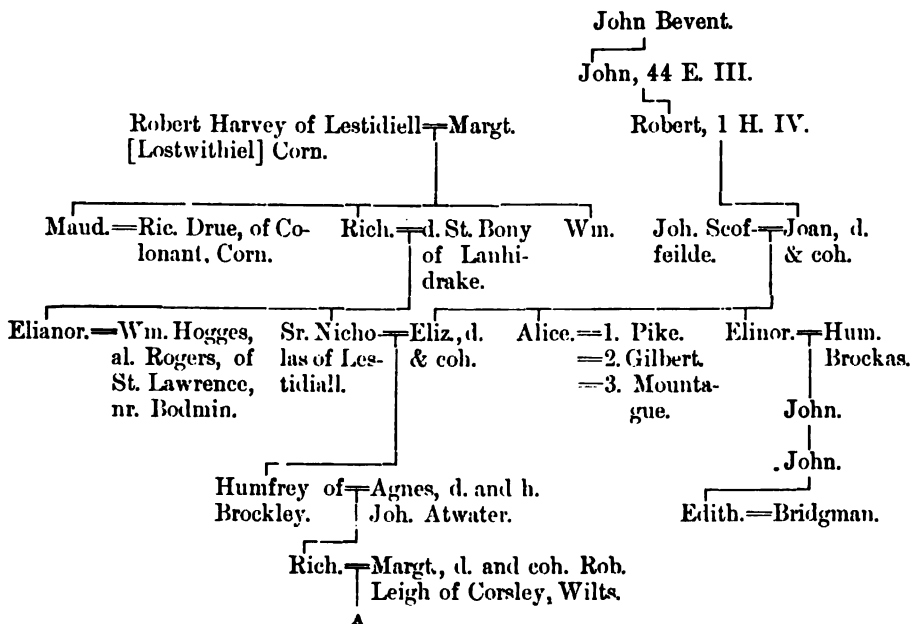 John Bevent.
John, 44 E. III.
Robert Harvey of Lestidiell=Margt.
[Lostwithiel] Corn.
Robert, 1 H. IV.
Maud.=Ric. Drue, of Co-
lonant, Corn.
Rich.=d. St. Bony
of Lanhi-
drake.
Wm.
Joh. Scof-=Joan, d.
feilde. & coh.
Elianor.=Wm. Hogges,
al. Rogers, of
St. Lawrence,
nr. Bodmin.
Sr. Nicho-=Eliz., d.
las of Les- & coh.
tidiall.
Alice.=1. Pike.
=2. Gilbert.
=3. Mounta-
gue.
Elinor.=Hum.
Brockas.
John.
John.
Humfrey of=Agnes, d. and h.
Brockley. Joh. Atwater.
Edith.=Bridgman.
Rich.=Margt., d. and coh. Rob.
Leigh of Corsley, Wilts.
A